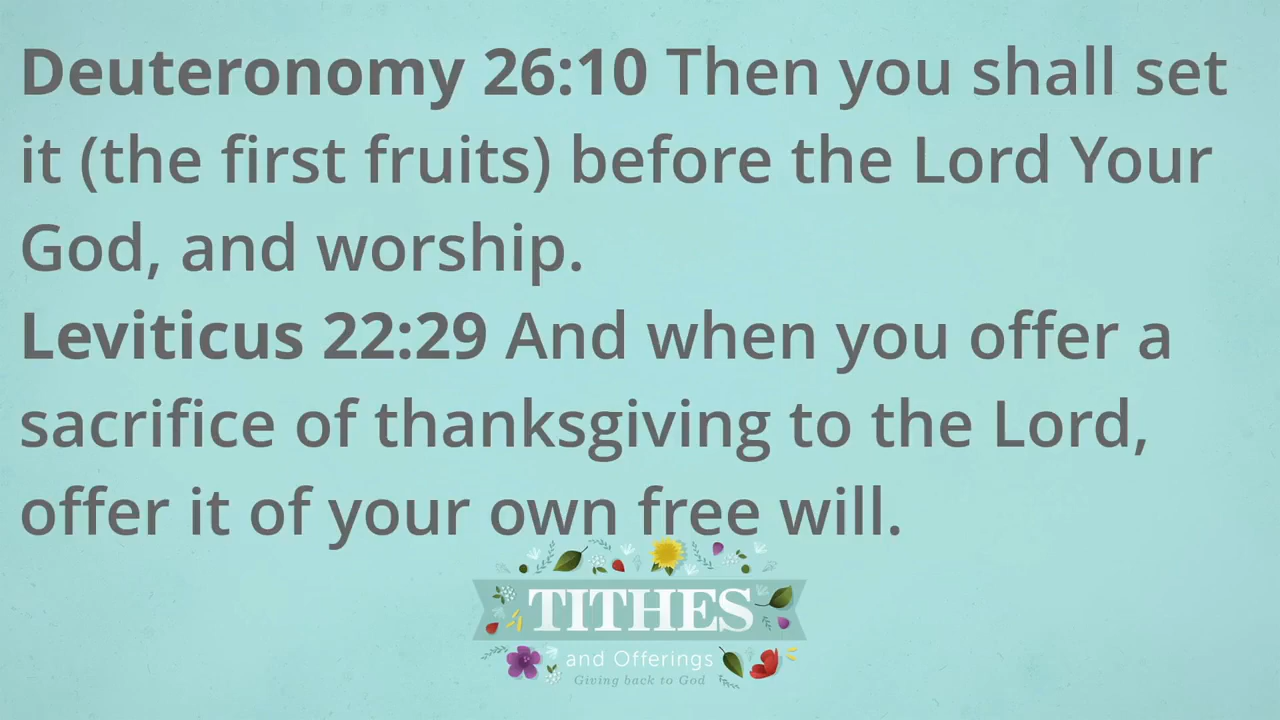 Deuteronomy 26:10 Then you shall set
it (the first fruits) before the Lord Your
God, and worship.
Leviticus 22:29 And when you offer a
sacrifice of thanksgiving to the Lord,
offer it of your own free will.
TITHES
and Offerings
Giving back to God